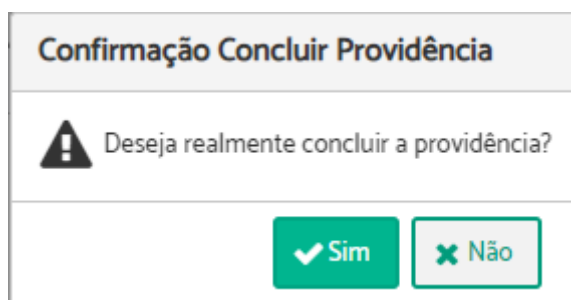 Confirmação Concluir Providência
Deseja realmente concluir a providência?
Sim Não